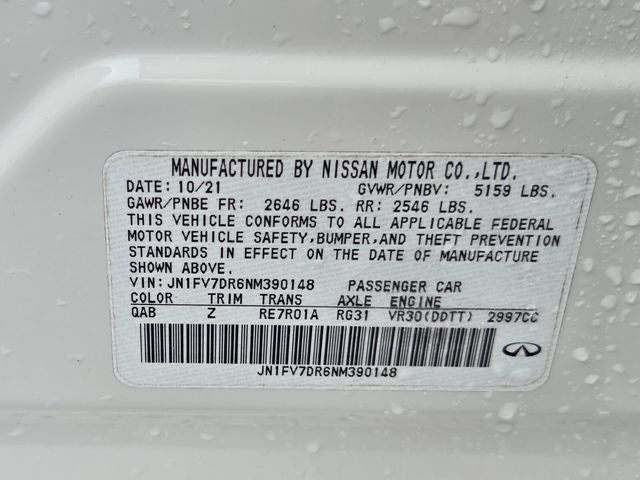 MANUFACTURED BY NISSAN MOTOR CO.,LTD.
DATE: 10/21 GVWR/PNBV: 5159 LBS.
GAWR/PNBE FR: 2646 LBS. RR: 2546 LBS.
THIS VEHICLE CONFORMS TO ALL APPLICABLE FEDERAL
MOTOR VEHICLE SAFETY,BUMPER,AND THEFT PREVENTION
STANDARDS IN EFFECT ON THE DATE OF MANUFACTURE
SHOWN ABOVE.
VIN: JN1FV7DR6NM390148 PASSENGER CAR
COLOR TRIM TRANS AXLE ENGINE
QAB Z RE7R01A RG31 VR30(DDTT) 2997CC
JN1FV7DR6NM390148